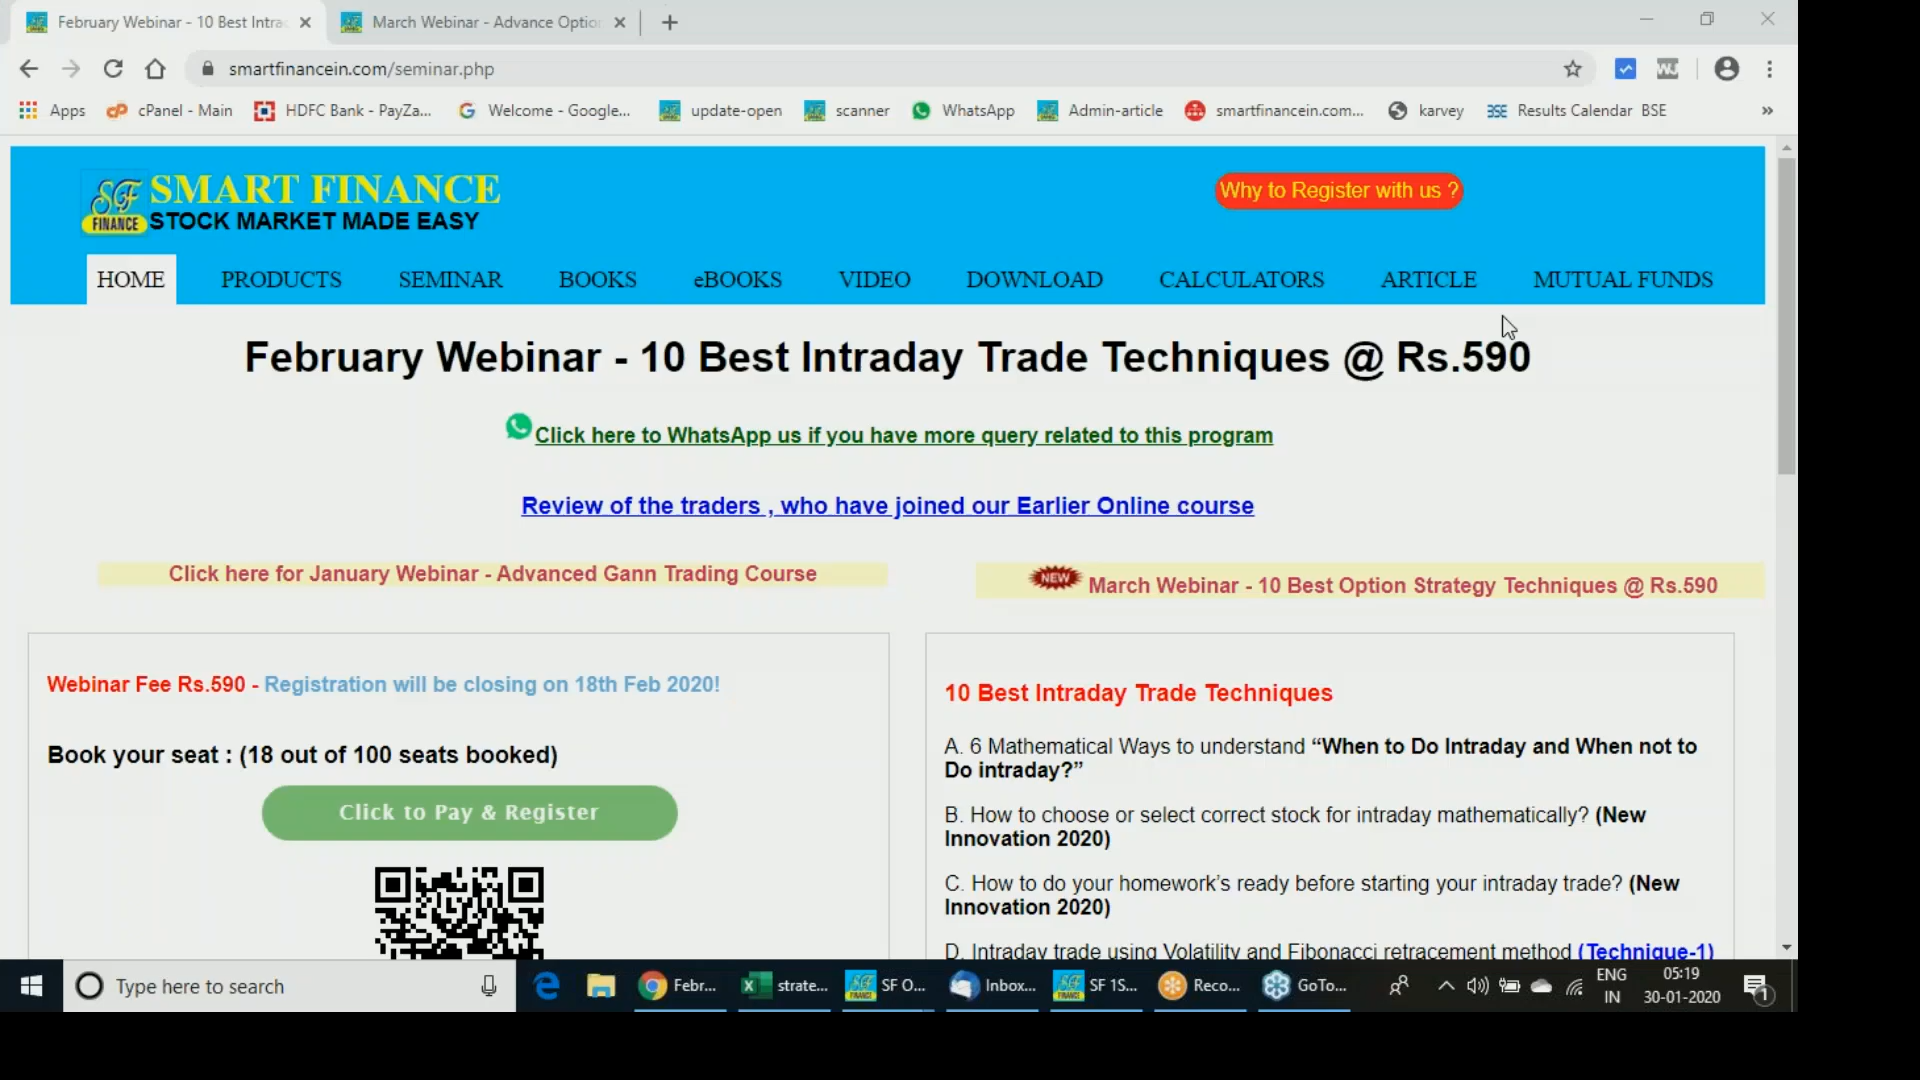 February Webinar - 10 Best Intra
March Webinar - Advance Optio
smartfinancein.com/seminar.php
Apps
cPanel - Main
HDFC Bank - PayZa...
Welcome - Google...
update-open
scanner
WhatsApp
Admin-article
smartfinancein.com...
karvey
BSE
Results Calendar BSE
»
SF FINANCE
SMART FINANCE
STOCK MARKET MADE EASY
Why to Register with us ?
HOME PRODUCTS SEMINAR BOOKS eBOOKS VIDEO DOWNLOAD CALCULATORS ARTICLE MUTUAL FUNDS
February Webinar - 10 Best Intraday Trade Techniques @ Rs.590
Click here to WhatsApp us if you have more query related to this program
Review of the traders , who have joined our Earlier Online course
Click here for January Webinar - Advanced Gann Trading Course
NEW March Webinar - 10 Best Option Strategy Techniques @ Rs.590
Webinar Fee Rs.590 - Registration will be closing on 18th Feb 2020!
Book your seat : (18 out of 100 seats booked)
Click to Pay & Register
10 Best Intraday Trade Techniques
A. 6 Mathematical Ways to understand “When to Do Intraday and When not to
Do intraday?”
B. How to choose or select correct stock for intraday mathematically? (New
Innovation 2020)
C. How to do your homework’s ready before starting your intraday trade? (New
Innovation 2020)
D. Intraday trade using Volatility and Fibonacci retracement method (Technique-1)
Type here to search
Febr...
strate...
SF O...
Inbox...
SF 1S...
Reco...
GoTo...
ENG
IN
05:19
30-01-2020
1